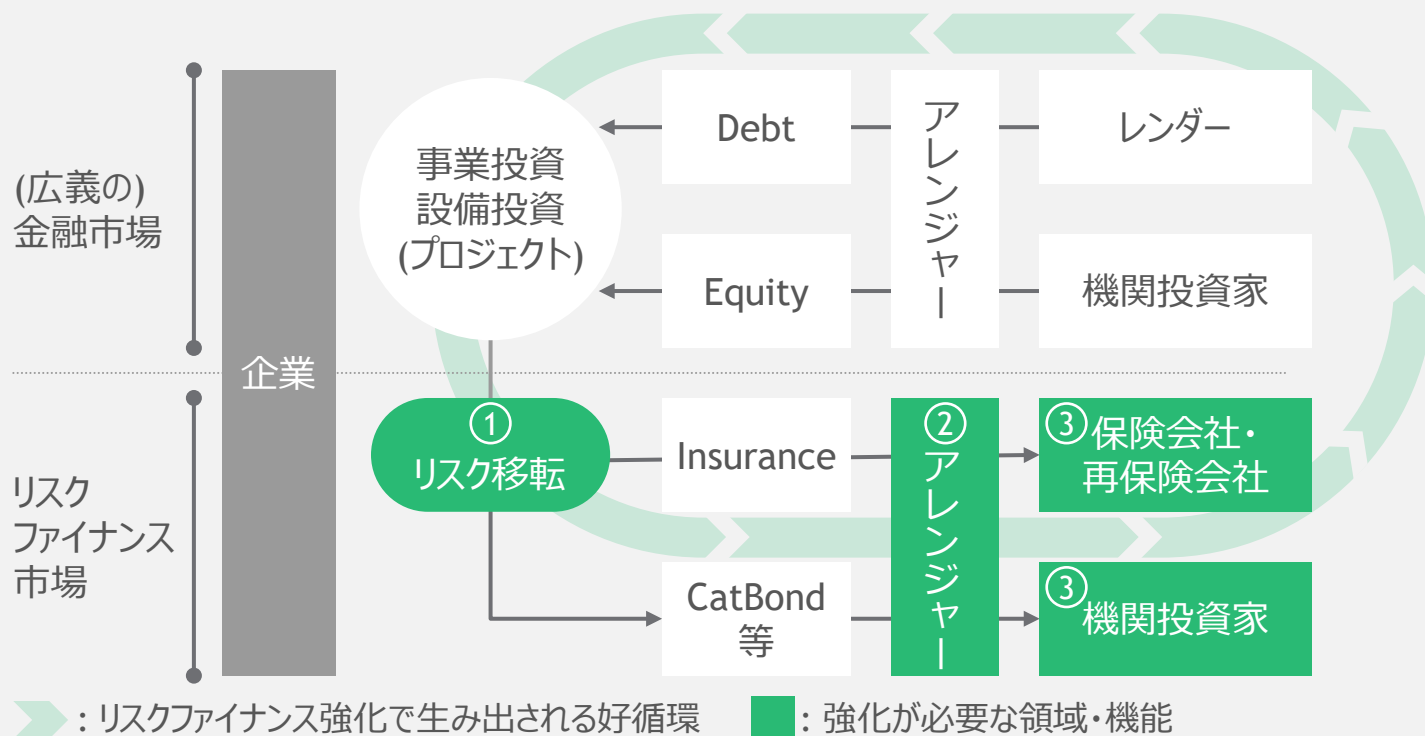 (広義の)
金融市場
企業
事業投資
設備投資
(プロジェクト)
Debt
Equity
アレンジャー
レンダー
機関投資家
リスク
ファイナンス
市場
①
リスク移転
Insurance
CatBond
等
②
アレンジャー
③保険会社・
再保険会社
③
機関投資家
: リスクファイナンス強化で生み出される好循環
: 強化が必要な領域・機能